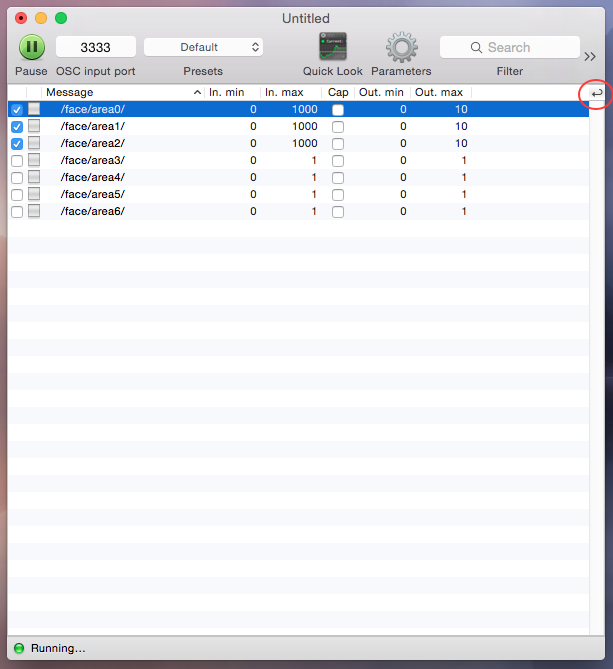 Untitled
3333 Default Search
Pause OSC input port Presets Quick Look Parameters Filter
Message In. min In. max Cap Out. min Out. max
/face/area0/ 0 1000 0 10
/face/area1/ 0 1000 0 10
/face/area2/ 0 1000 0 10
/face/area3/ 0 1 0 1
/face/area4/ 0 1 0 1
/face/area5/ 0 1 0 1
/face/area6/ 0 1 0 1
Running...